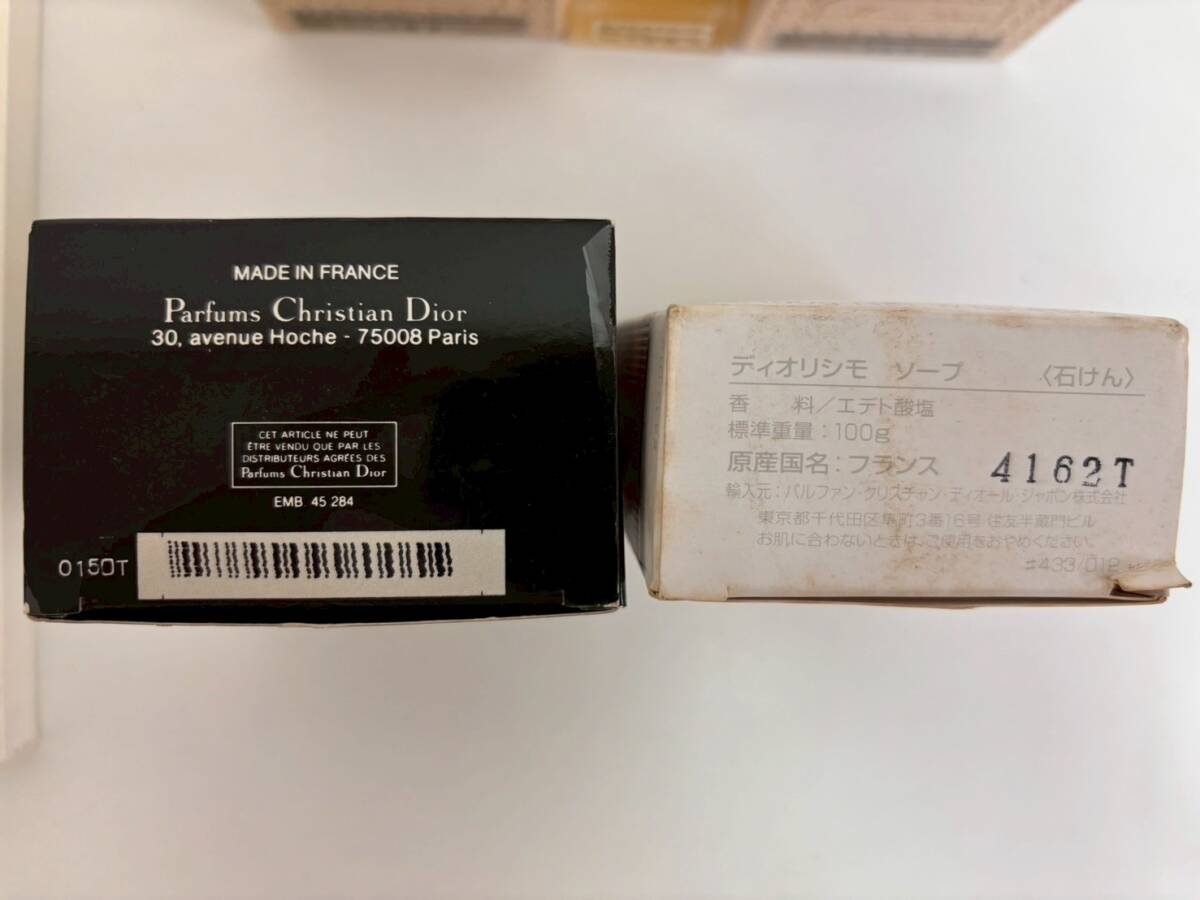 MADE IN FRANCE
Parfums Christian Dior
30, avenue Hoche - 75008 Paris
CET ARTICLE NE PEUT
ÊTRE VENDU QUE PAR LES
DISTRIBUTEURS AGRÉES DES
Parfums Christian Dior
EMB. 45 284
0150T
ディオリシモ ソープ 〈石けん〉
香 料/エデト酸塩
標準重量:100g
原産国名:フランス 4162T
輸入元:パルファン・クリスチャン・ディオール・ジャポン株式会社
東京都千代田区隼町3番16号 住友半蔵門ビル
お肌に合わないときは、ご使用をおやめください。
#433/012